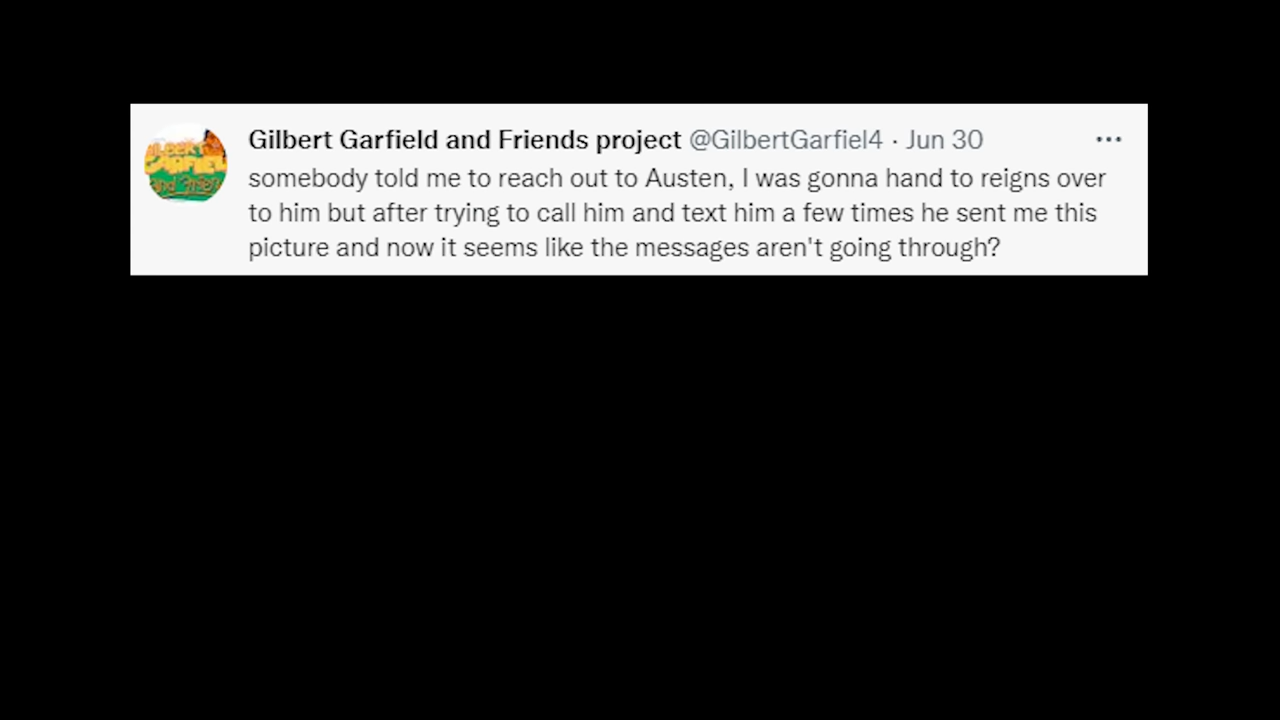 Gilbert Garfield and Friends project @GilbertGarfiel4 · Jun 30
somebody told me to reach out to Austen, I was gonna hand to reigns over
to him but after trying to call him and text him a few times he sent me this
picture and now it seems like the messages aren't going through?